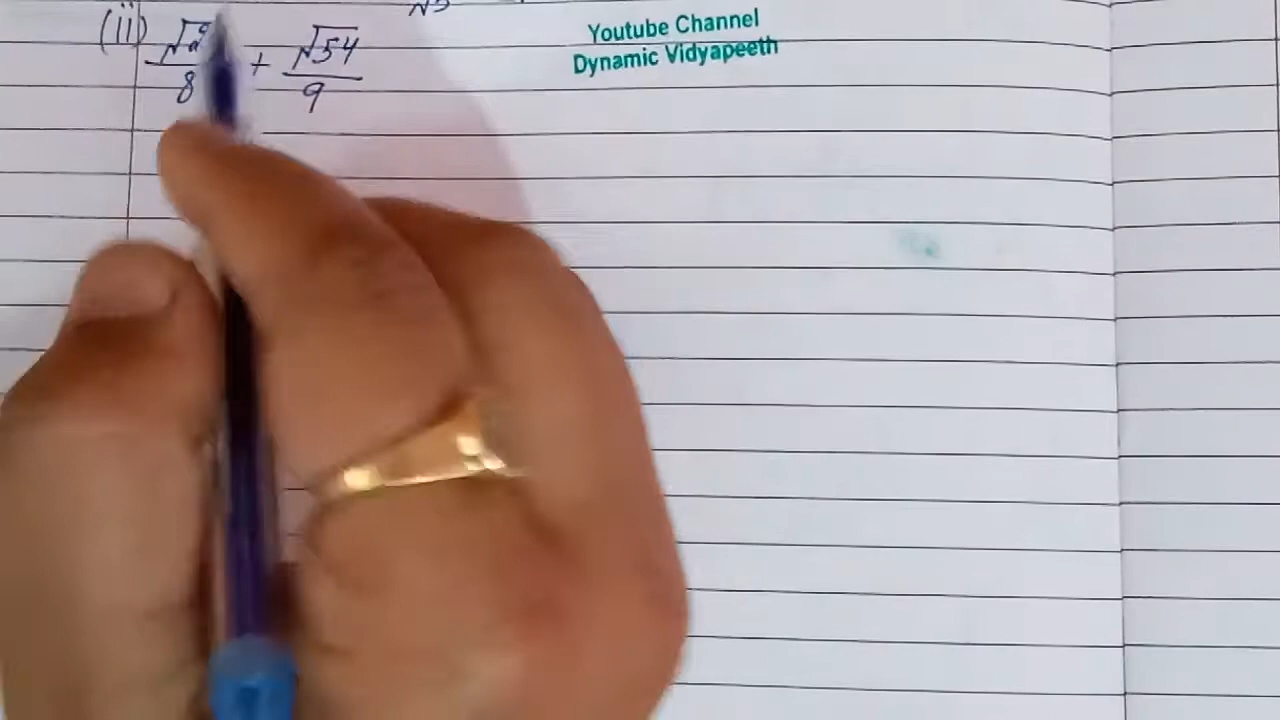 (ii) + √54
8 9
Youtube Channel
Dynamic Vidyapeeth